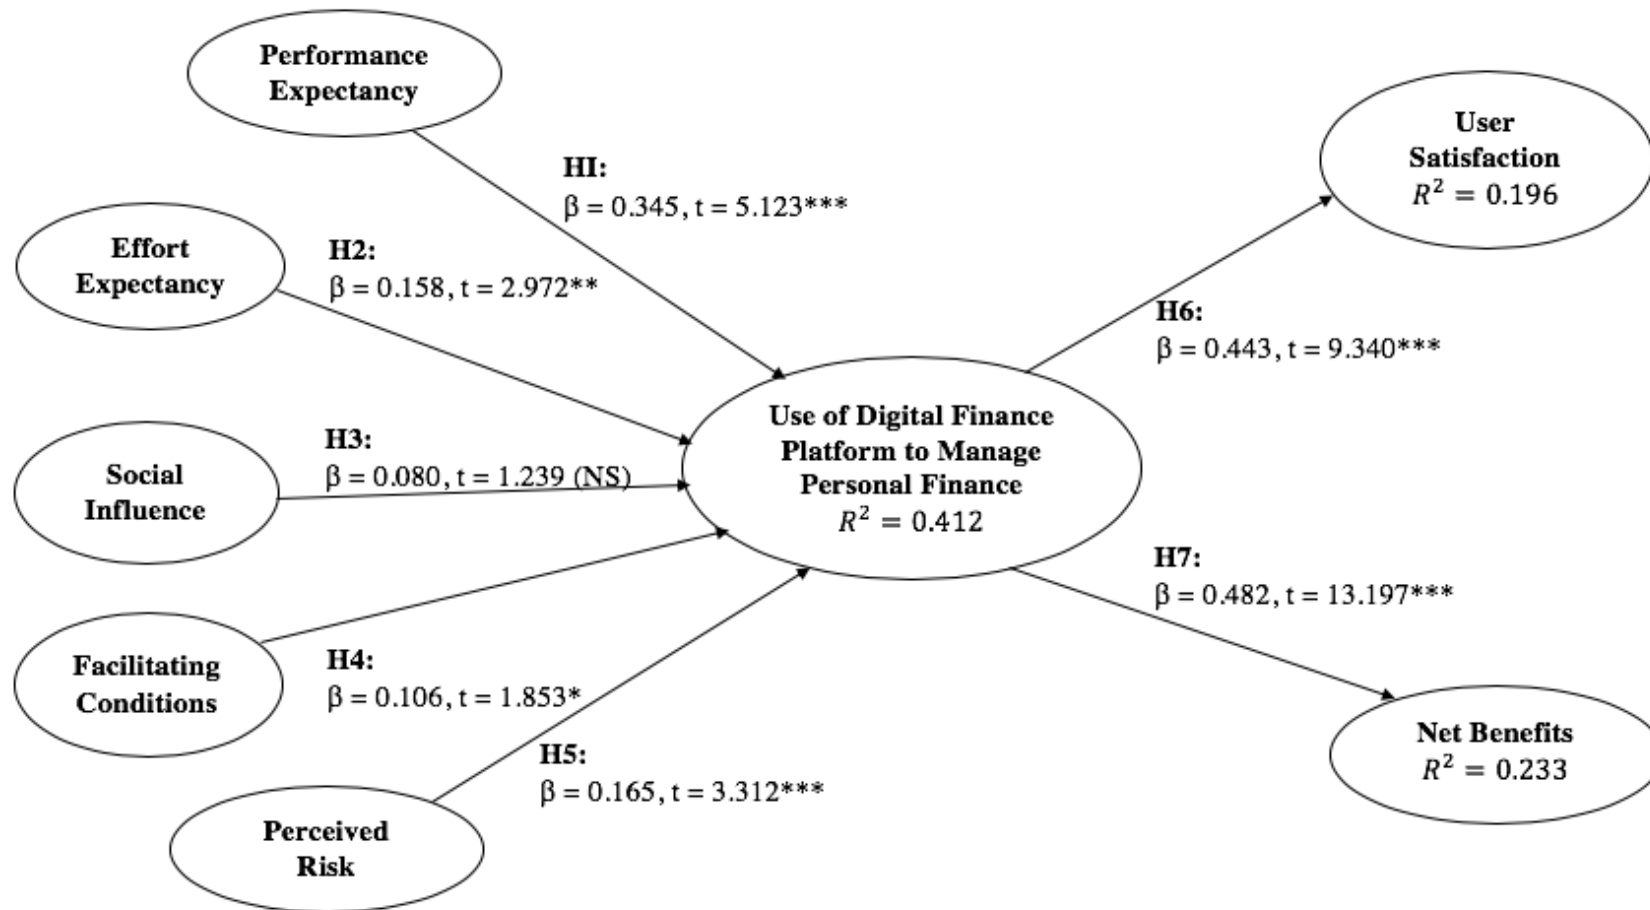 Performance
Expectancy
HI:
β = 0.345, t = 5.123***
Effort
Expectancy
H2:
β = 0.158, t = 2.972**
Social
Influence
H3:
β = 0.080, t = 1.239 (NS)
Facilitating
Conditions
H4:
β = 0.106, t = 1.853*
Perceived
Risk
H5:
β = 0.165, t = 3.312***
Use of Digital Finance
Platform to Manage
Personal Finance
R² = 0.412
User
Satisfaction
R² = 0.196
H6:
β = 0.443, t = 9.340***
H7:
β = 0.482, t = 13.197***
Net Benefits
R² = 0.233